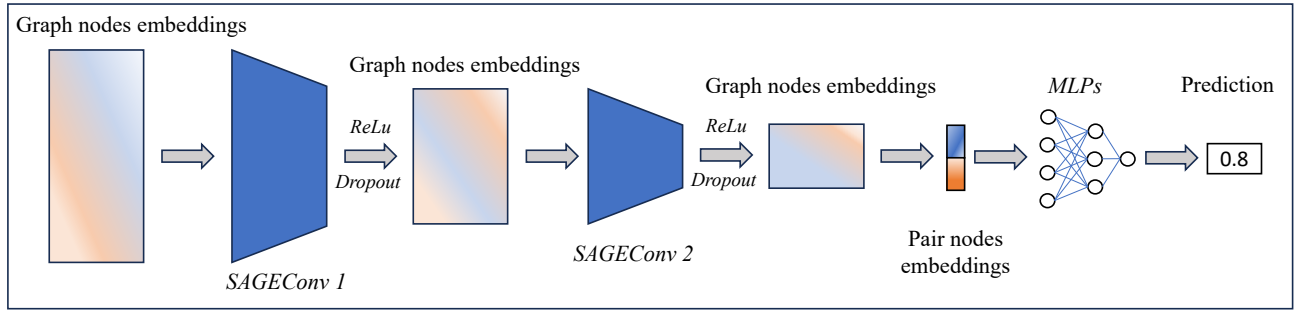 Graph nodes embeddings
SAGEConv 1
ReLu
Dropout
Graph nodes embeddings
SAGEConv 2
ReLu
Dropout
Graph nodes embeddings
Pair nodes
embeddings
MLPs
Prediction
0.8